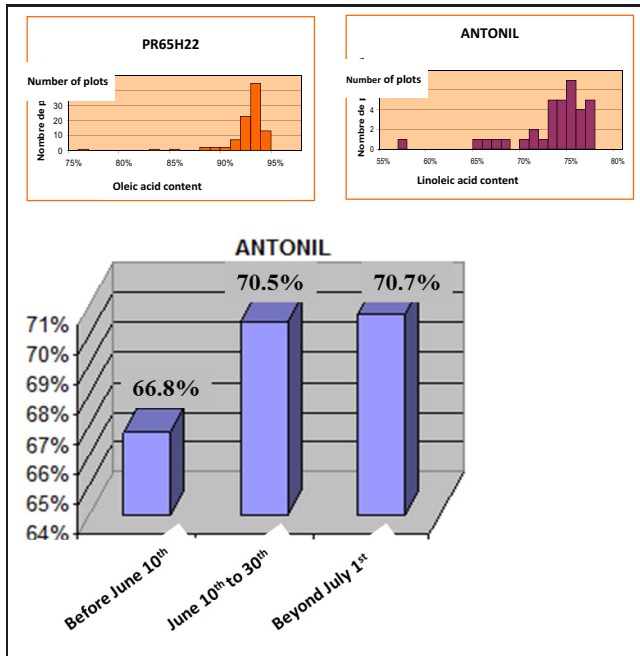 PR65H22
Number of plots
Nombre de p
30
20
10
0
75%
80%
85%
90%
95%
Oleic acid content
ANTONIL
Number of plots
Nombre de p
4
2
0
55%
60%
65%
70%
75%
80%
Linoleic acid content
ANTONIL
71%
70%
69%
68%
67%
66%
65%
64%
66.8%
70.5%
70.7%
Before June 10th
June 10th to 30th
Beyond July 1st